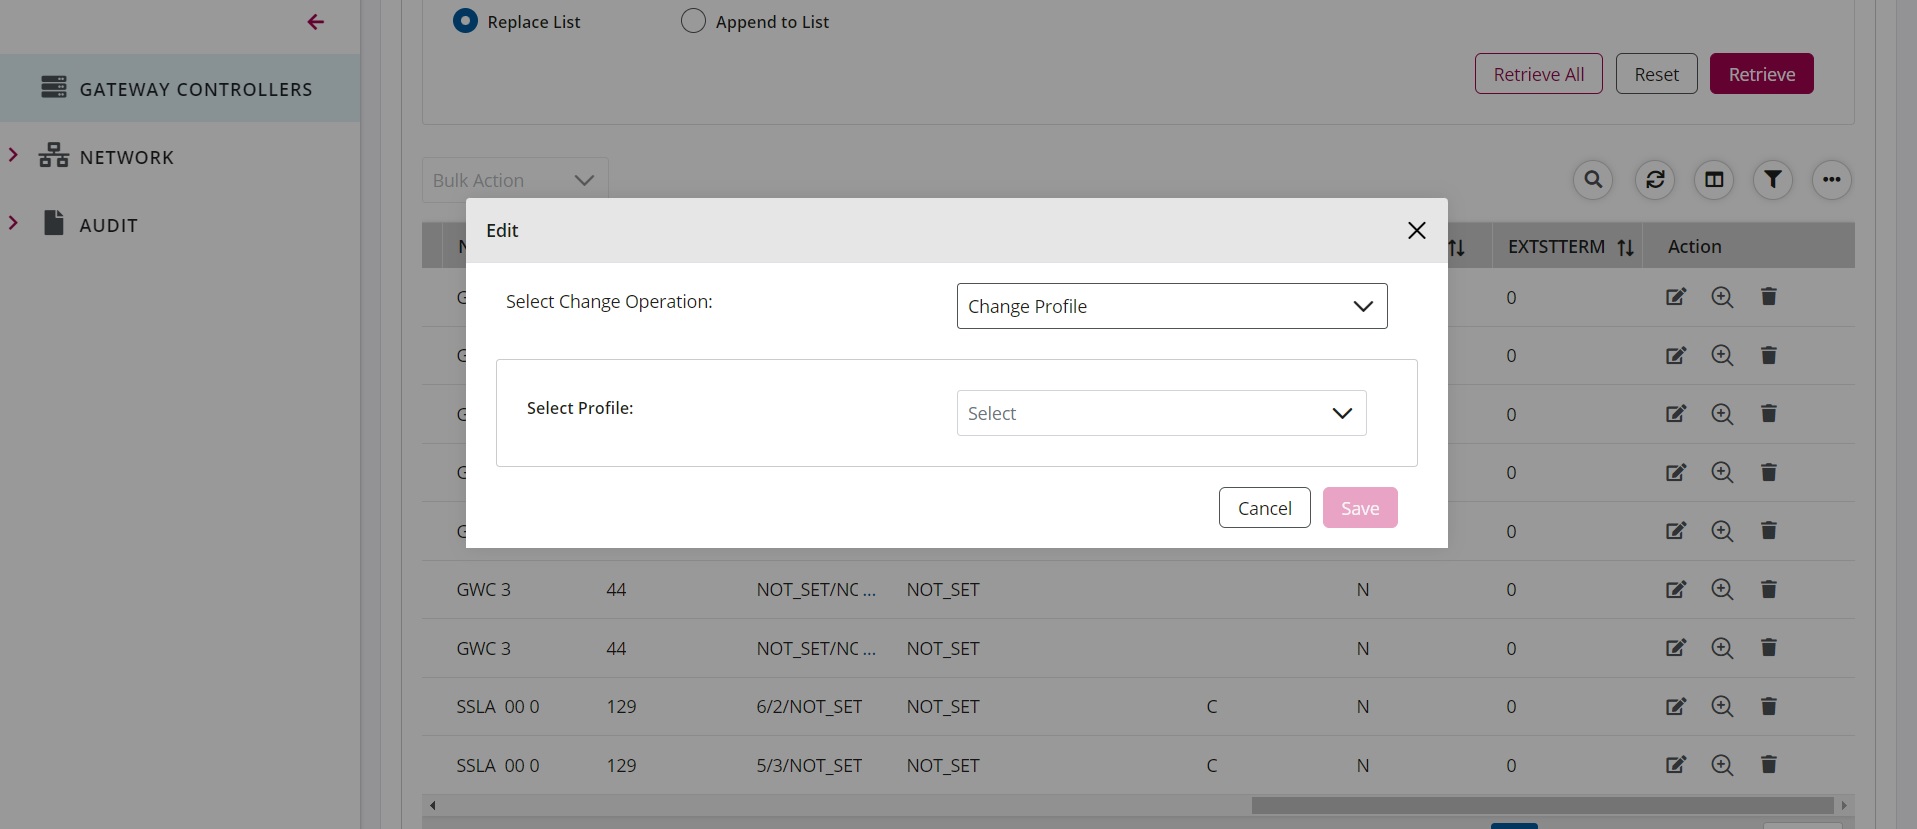 Replace List
Append to List
Retrieve All
Reset
Retrieve
GATEWAY CONTROLLERS
NETWORK
AUDIT
Bulk Action
Edit
EXTSTTERM
Action
Select Change Operation:
Change Profile
0
0
Select Profile:
Select
0
0
Cancel
Save
0
GWC 3 44 NOT_SET/NC ... NOT_SET N 0
GWC 3 44 NOT_SET/NC ... NOT_SET N 0
SSLA 00 0 129 6/2/NOT_SET NOT_SET C N 0
SSLA 00 0 129 5/3/NOT_SET NOT_SET C N 0